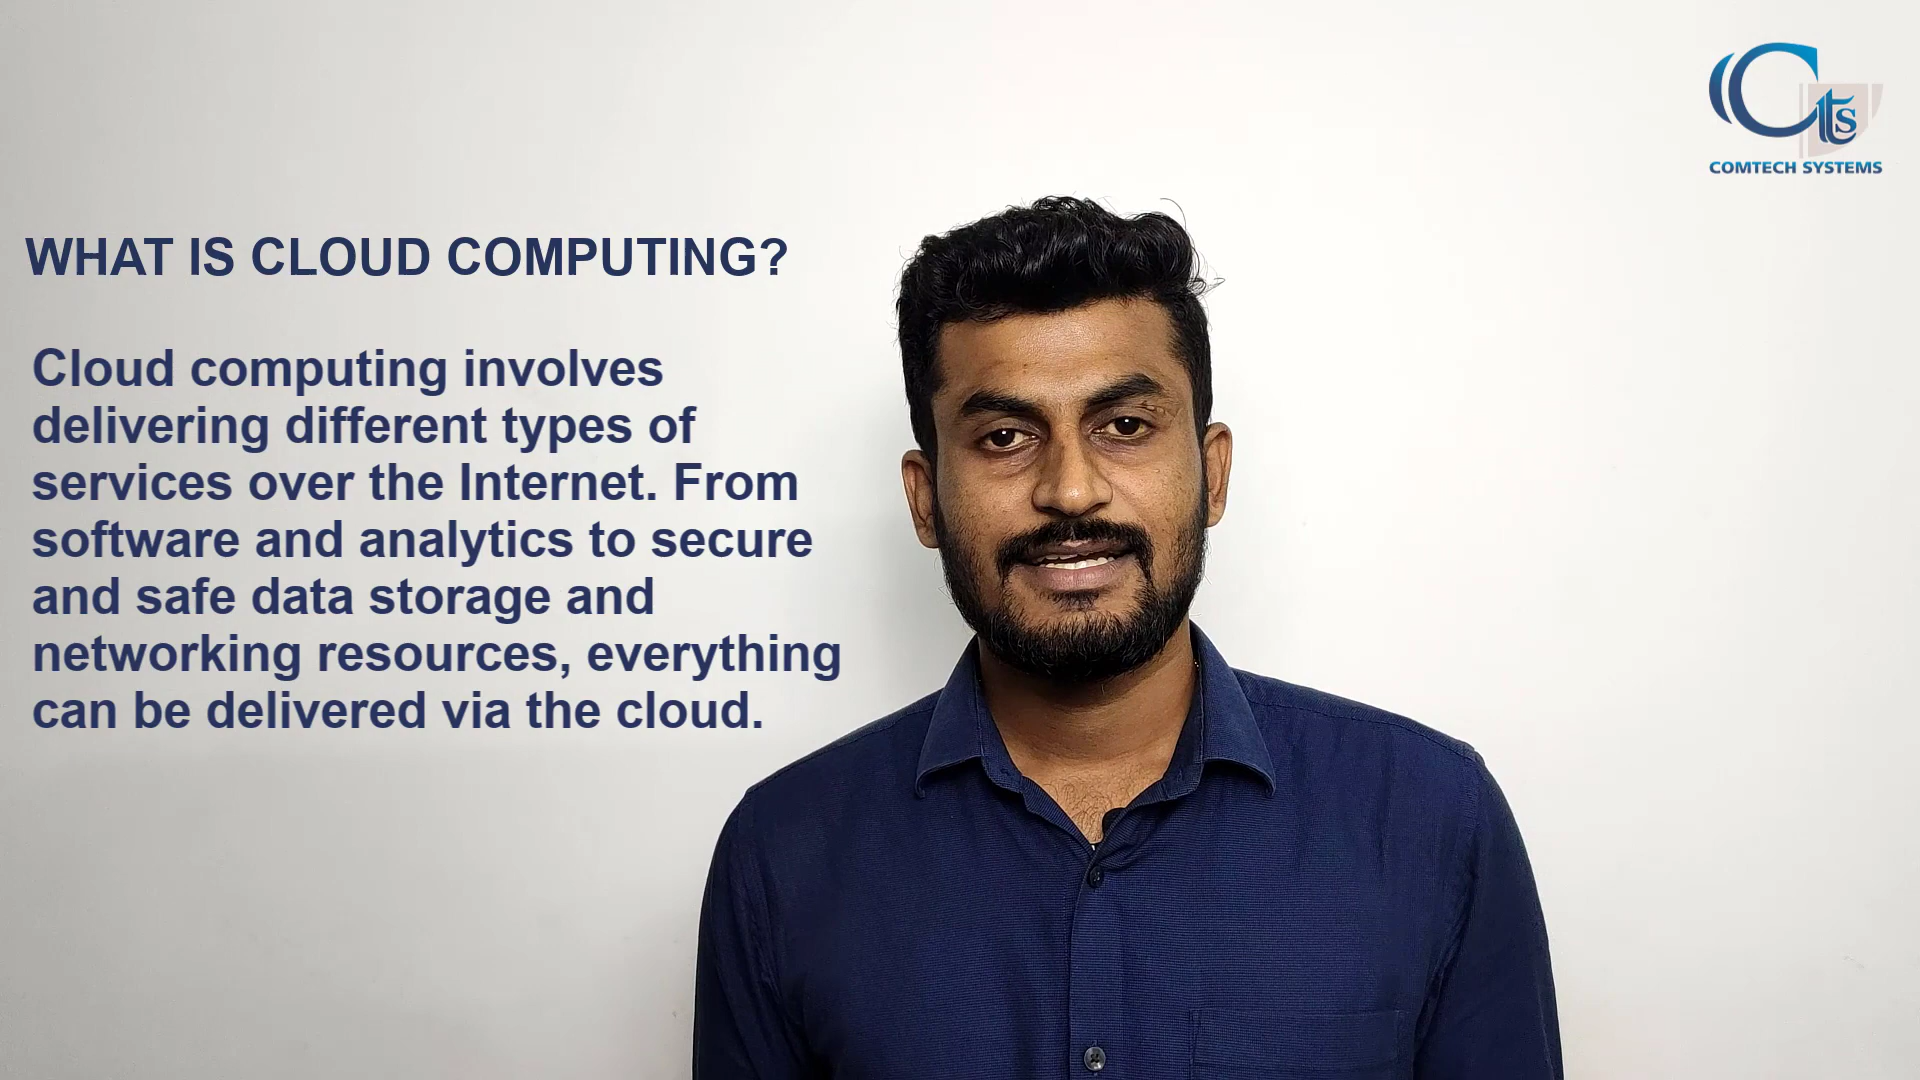 WHAT IS CLOUD COMPUTING?
Cloud computing involves
delivering different types of
services over the Internet. From
software and analytics to secure
and safe data storage and
networking resources, everything
can be delivered via the cloud.
Cts
COMTECH SYSTEMS